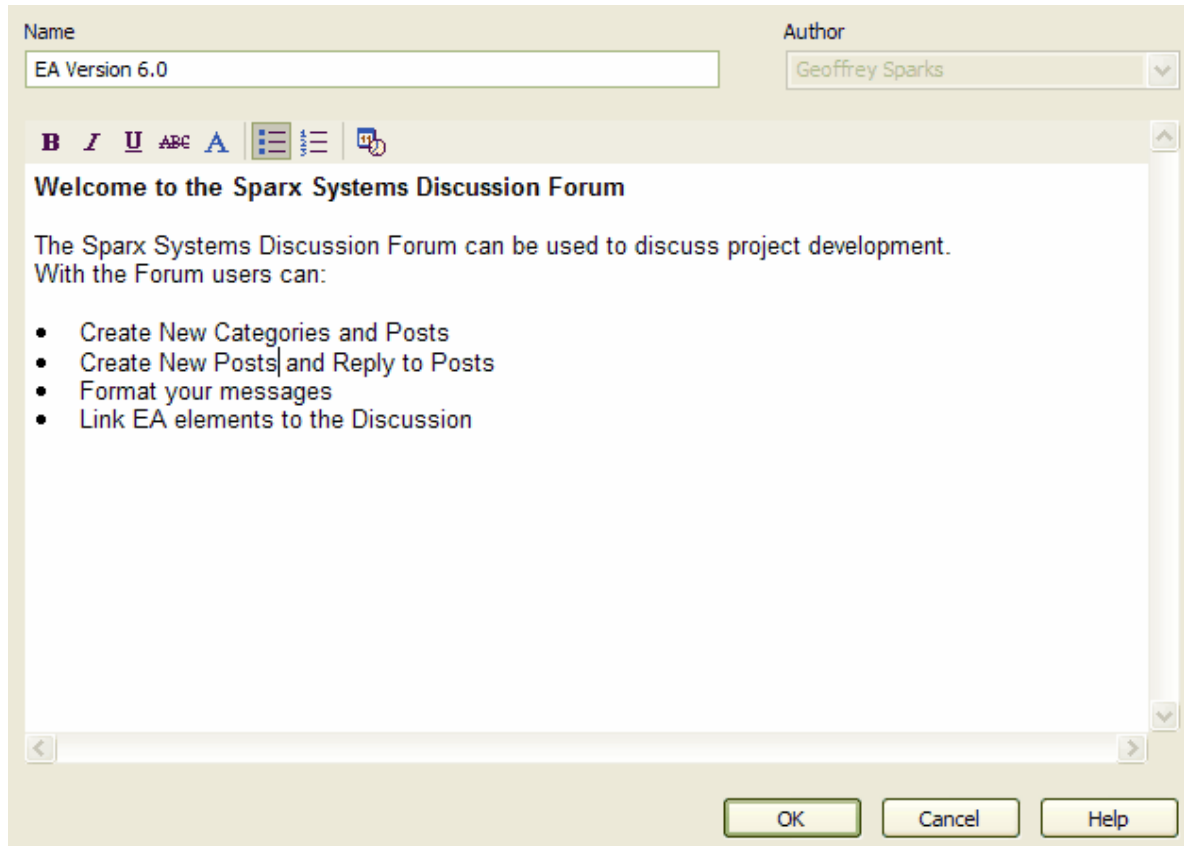 Name
Author
EA Version 6.0
Geoffrey Sparks
B I U ABC A
Welcome to the Sparx Systems Discussion Forum
The Sparx Systems Discussion Forum can be used to discuss project development.
With the Forum users can:
• Create New Categories and Posts
• Create New Posts and Reply to Posts
• Format your messages
• Link EA elements to the Discussion
OK
Cancel
Help